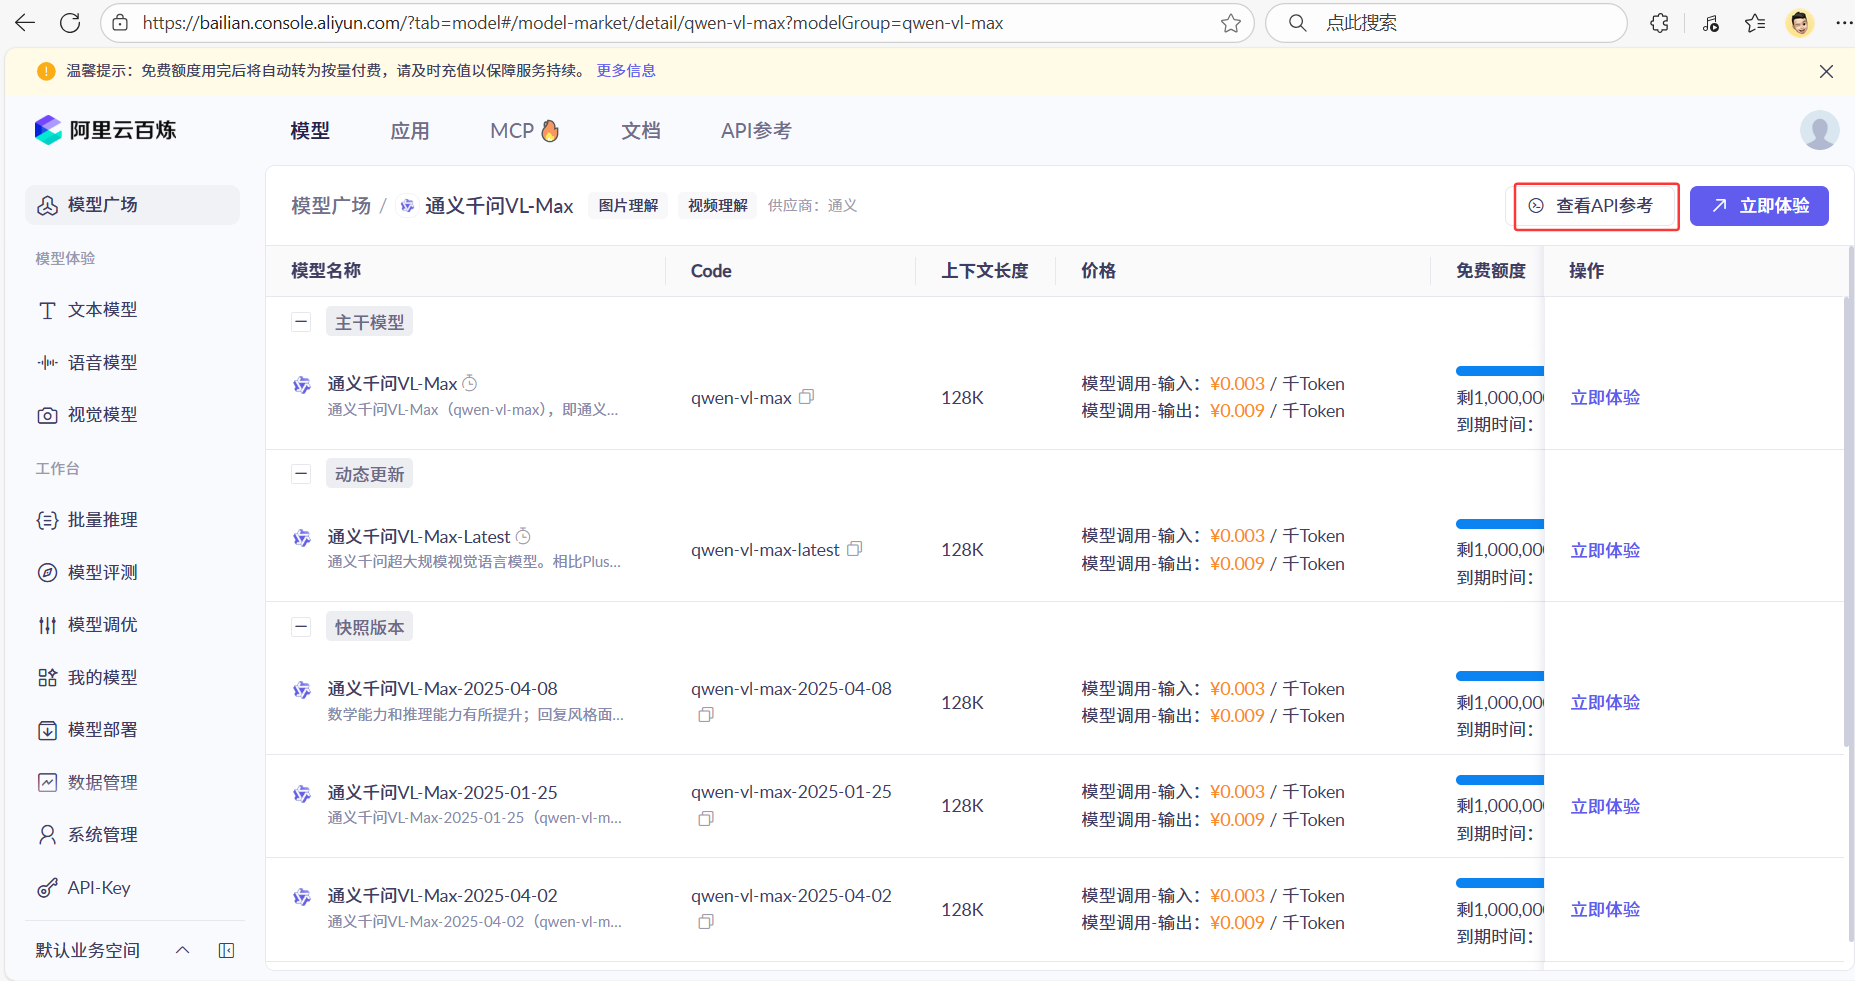 https://bailian.console.aliyun.com/?tab=model#/model-market/detail/qwen-vl-max?modelGroup=qwen-vl-max
点此搜索
温馨提示：免费额度用完后将自动转为按量付费，请及时充值以保障服务持续。 更多信息
阿里云百炼
模型 应用 MCP 文档 API参考
模型广场
模型体验
文本模型
语音模型
视觉模型
工作台
批量推理
模型评测
模型调优
我的模型
模型部署
数据管理
系统管理
API-Key
默认业务空间
模型广场 / 通义千问VL-Max 图片理解 视频理解 供应商：通义
查看API参考
立即体验
模型名称 Code 上下文长度 价格 免费额度 操作
主干模型
通义千问VL-Max
通义千问VL-Max（qwen-vl-max），即通义...
qwen-vl-max
128K
模型调用-输入：¥0.003 / 千Token
模型调用-输出：¥0.009 / 千Token
剩1,000,00
到期时间：
立即体验
动态更新
通义千问VL-Max-Latest
通义千问超大规模视觉语言模型。相比Plus...
qwen-vl-max-latest
128K
模型调用-输入：¥0.003 / 千Token
模型调用-输出：¥0.009 / 千Token
剩1,000,00
到期时间：
立即体验
快照版本
通义千问VL-Max-2025-04-08
数学能力和推理能力有所提升；回复风格面...
qwen-vl-max-2025-04-08
128K
模型调用-输入：¥0.003 / 千Token
模型调用-输出：¥0.009 / 千Token
剩1,000,00
到期时间：
立即体验
通义千问VL-Max-2025-01-25
通义千问VL-Max-2025-01-25（qwen-vl-m...
qwen-vl-max-2025-01-25
128K
模型调用-输入：¥0.003 / 千Token
模型调用-输出：¥0.009 / 千Token
剩1,000,00
到期时间：
立即体验
通义千问VL-Max-2025-04-02
通义千问VL-Max-2025-04-02（qwen-vl-m...
qwen-vl-max-2025-04-02
128K
模型调用-输入：¥0.003 / 千Token
模型调用-输出：¥0.009 / 千Token
剩1,000,00
到期时间：
立即体验